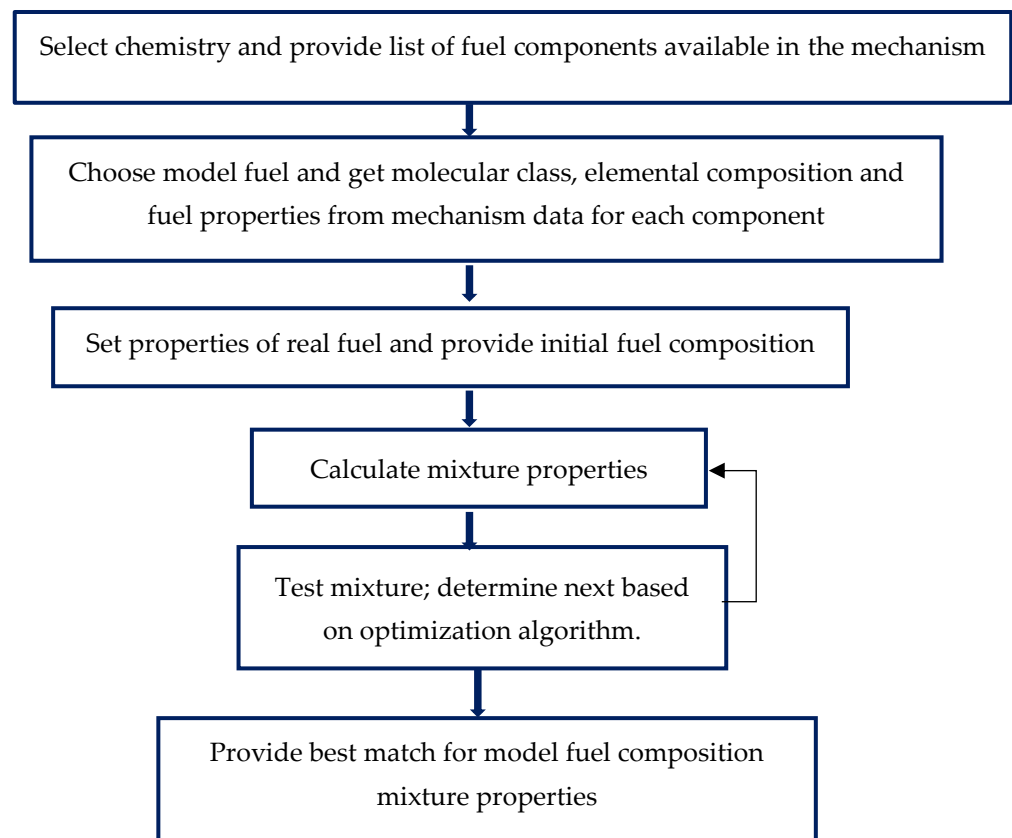 Select chemistry and provide list of fuel components available in the mechanism
Choose model fuel and get molecular class, elemental composition and
fuel properties from mechanism data for each component
Set properties of real fuel and provide initial fuel composition
Calculate mixture properties
Test mixture; determine next based
on optimization algorithm.
Provide best match for model fuel composition
mixture properties